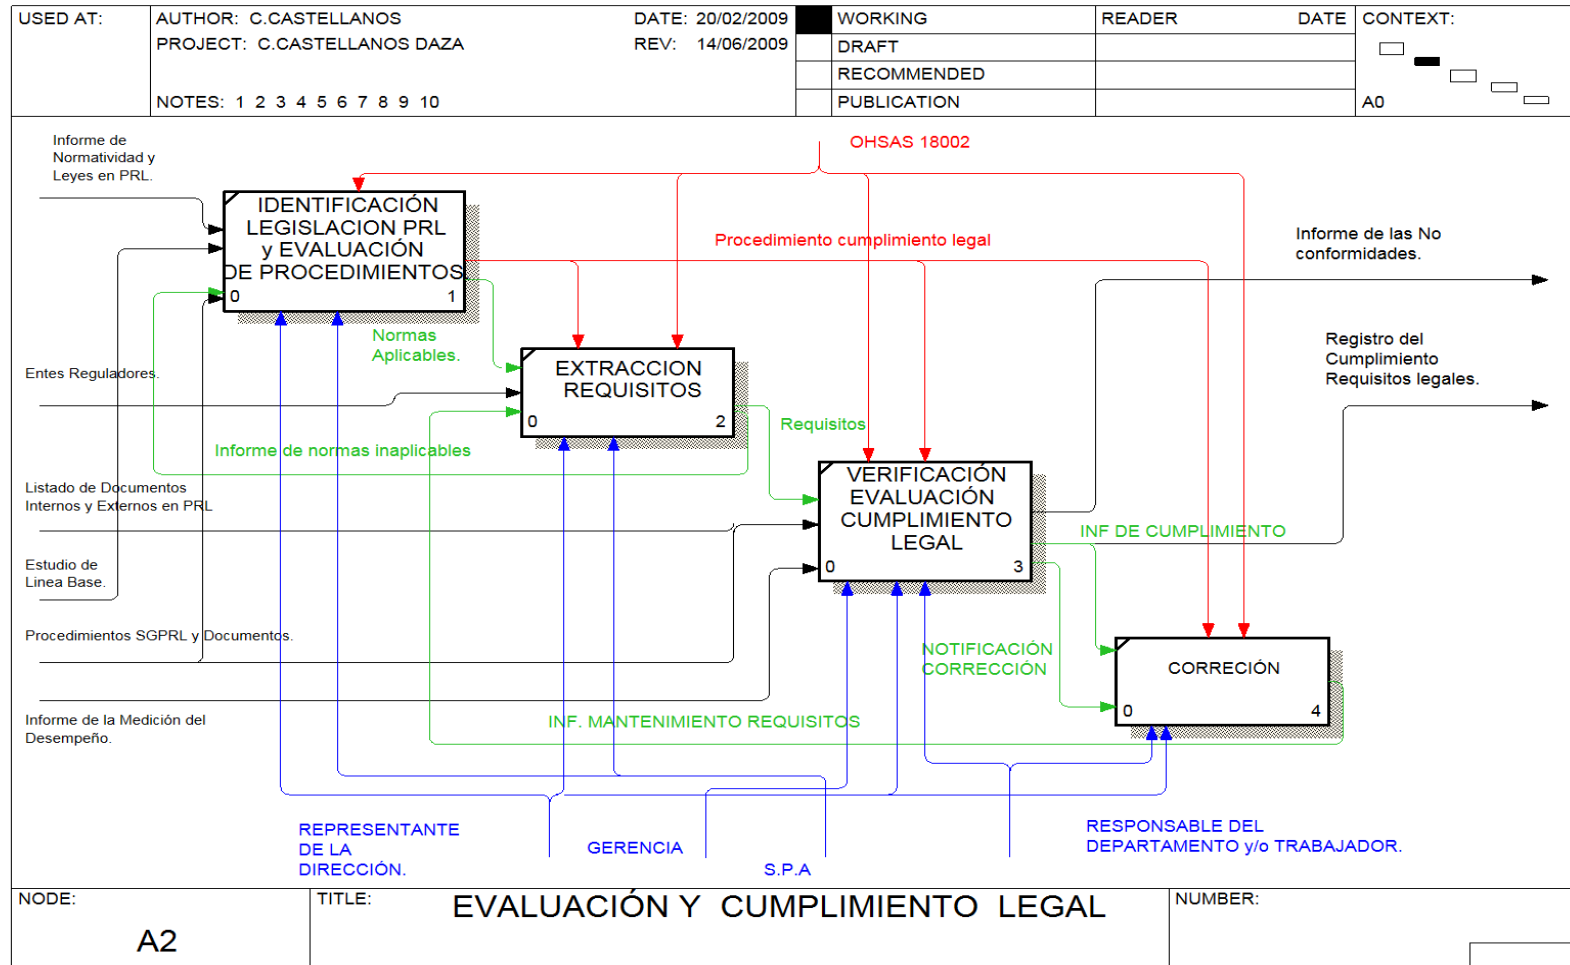 USED AT:
AUTHOR: C.CASTELLANOS
DATE: 20/02/2009
PROJECT: C.CASTELLANOS DAZA
REV: 14/06/2009
NOTES: 1 2 3 4 5 6 7 8 9 10
WORKING
DRAFT
RECOMMENDED
PUBLICATION
READER
DATE
CONTEXT:
A0
Informe de
Normatividad y
Leyes en PRL.
OHSAS 18002
IDENTIFICACIÓN
LEGISLACION PRL
y EVALUACIÓN
DE PROCEDIMIENTOS
0
1
Procedimiento cumplimiento legal
Informe de las No
conformidades.
Normas
Aplicables.
Registro del
Cumplimiento
Requisitos legales.
Entes Reguladores.
EXTRACCION
REQUISITOS
0
2
Requisitos
Informe de normas inaplicables
Listado de Documentos
Internos y Externos en PRL
VERIFICACIÓN
EVALUACIÓN
CUMPLIMIENTO
LEGAL
0
3
INF DE CUMPLIMIENTO
Estudio de
Linea Base.
Procedimientos SGPRL y Documentos.
NOTIFICACIÓN
CORRECCIÓN
CORRECIÓN
0
4
Informe de la Medición del
Desempeño.
INF. MANTENIMIENTO REQUISITOS
REPRESENTANTE
DE LA
DIRECCIÓN.
GERENCIA
S.P.A
RESPONSABLE DEL
DEPARTAMENTO y/o TRABAJADOR.
NODE:
A2
TITLE:
EVALUACIÓN Y CUMPLIMIENTO LEGAL
NUMBER: